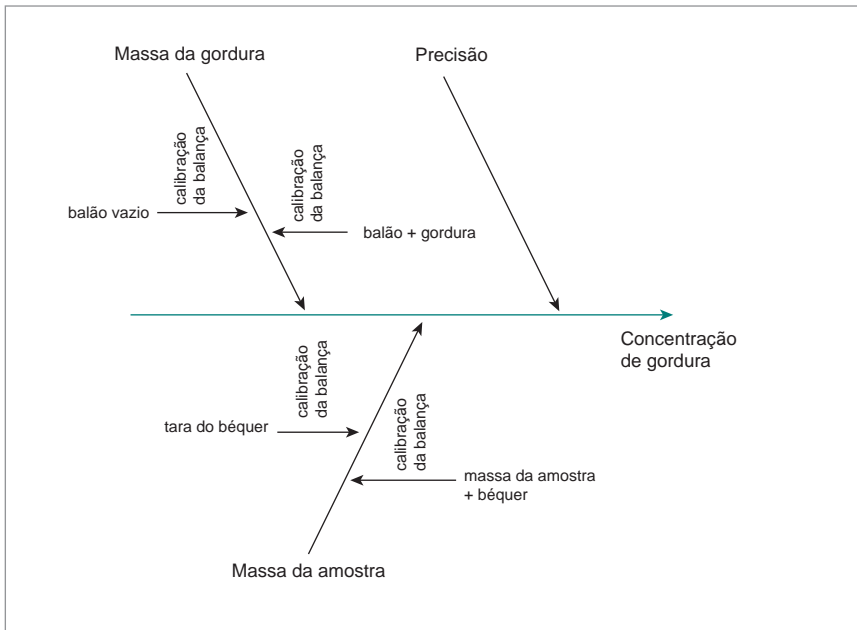 Massa da gordura
Precisão
calibração
da balança
balão vazio
calibração
da balança
balão + gordura
Concentração
de gordura
calibração
da balança
tara do béquer
calibração
da balança
massa da amostra
+ béquer
Massa da amostra